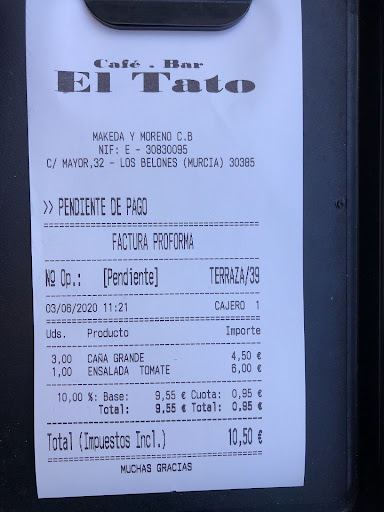 Café . Bar
El Tato
MAKEDA Y MORENO C.B
NIF: E - 30830095
C/ MAYOR,32 - LOS BELONES (MURCIA) 30385
>> PENDIENTE DE PAGO
FACTURA PROFORMA
Nº Op.: [Pendiente] TERRAZA/39
03/06/2020 11:21 CAJERO 1
Uds. Producto Importe
3,00 CAÑA GRANDE 4,50 €
1,00 ENSALADA TOMATE 6,00 €
10,00 %: Base: 9,55 € Cuota: 0,95 €
Total: 9,55 € Total: 0,95 €
Total (Impuestos Incl.) 10,50 €
MUCHAS GRACIAS